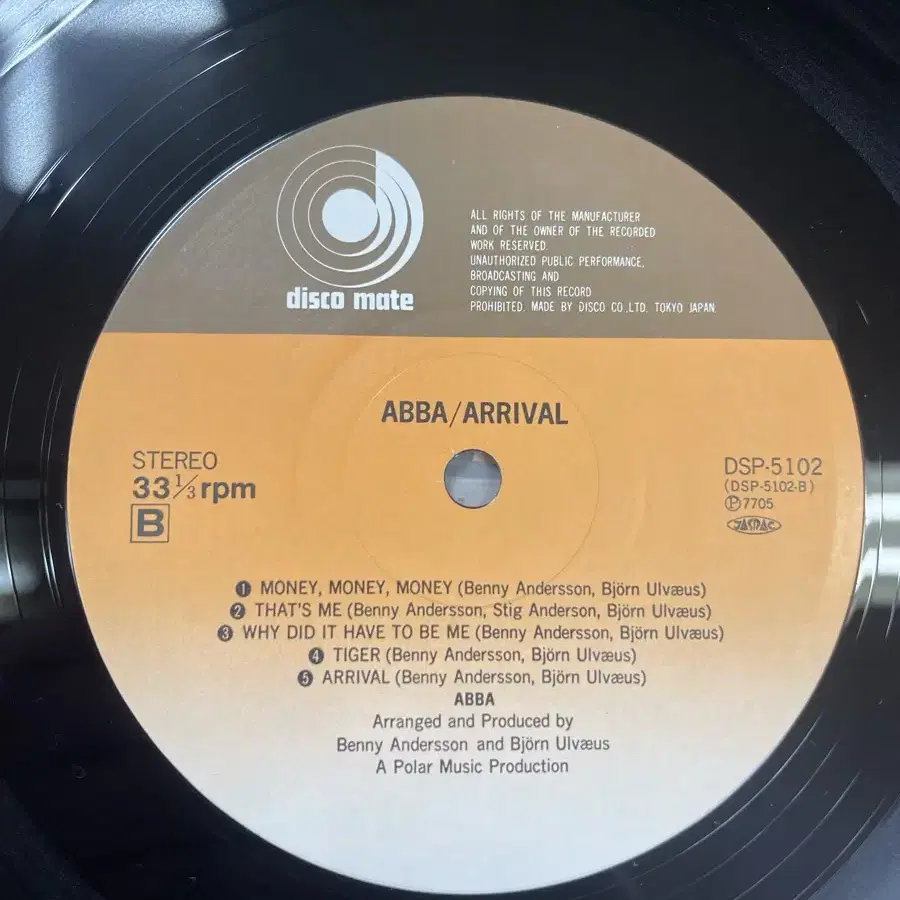 disco mate
ALL RIGHTS OF THE MANUFACTURER
AND OF THE OWNER OF THE RECORDED
WORK RESERVED.
UNAUTHORIZED PUBLIC PERFORMANCE,
BROADCASTING AND
COPYING OF THIS RECORD
PROHIBITED. MADE BY DISCO CO.,LTD. TOKYO JAPAN
ABBA/ARRIVAL
STEREO
33 1/3 rpm
B
DSP-5102
(DSP-5102-B)
Ⓟ7705
JASRAC
❶ MONEY, MONEY, MONEY (Benny Andersson, Björn Ulvæus)
❷ THAT'S ME (Benny Andersson, Stig Anderson, Björn Ulvæus)
❸ WHY DID IT HAVE TO BE ME (Benny Andersson, Björn Ulvæus)
❹ TIGER (Benny Andersson, Björn Ulvæus)
❺ ARRIVAL (Benny Andersson, Björn Ulvæus)
ABBA
Arranged and Produced by
Benny Andersson and Björn Ulvæus
A Polar Music Production